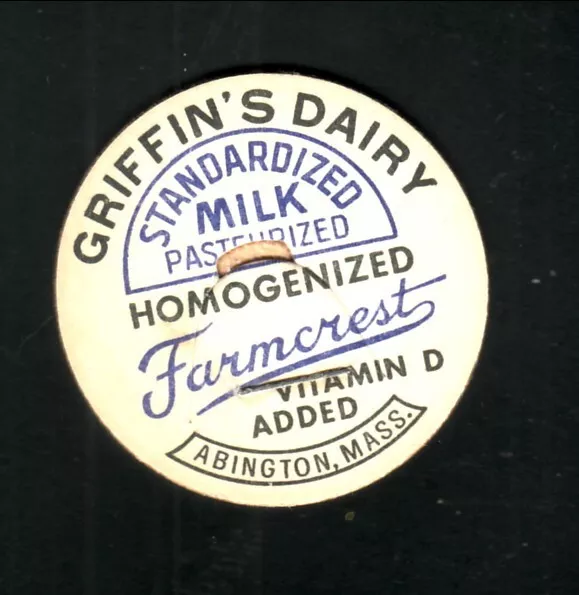 GRIFFIN'S DAIRY
STANDARDIZED
MILK
PASTEURIZED
HOMOGENIZED
Farmcrest
VITAMIN D
ADDED
ABINGTON, MASS.